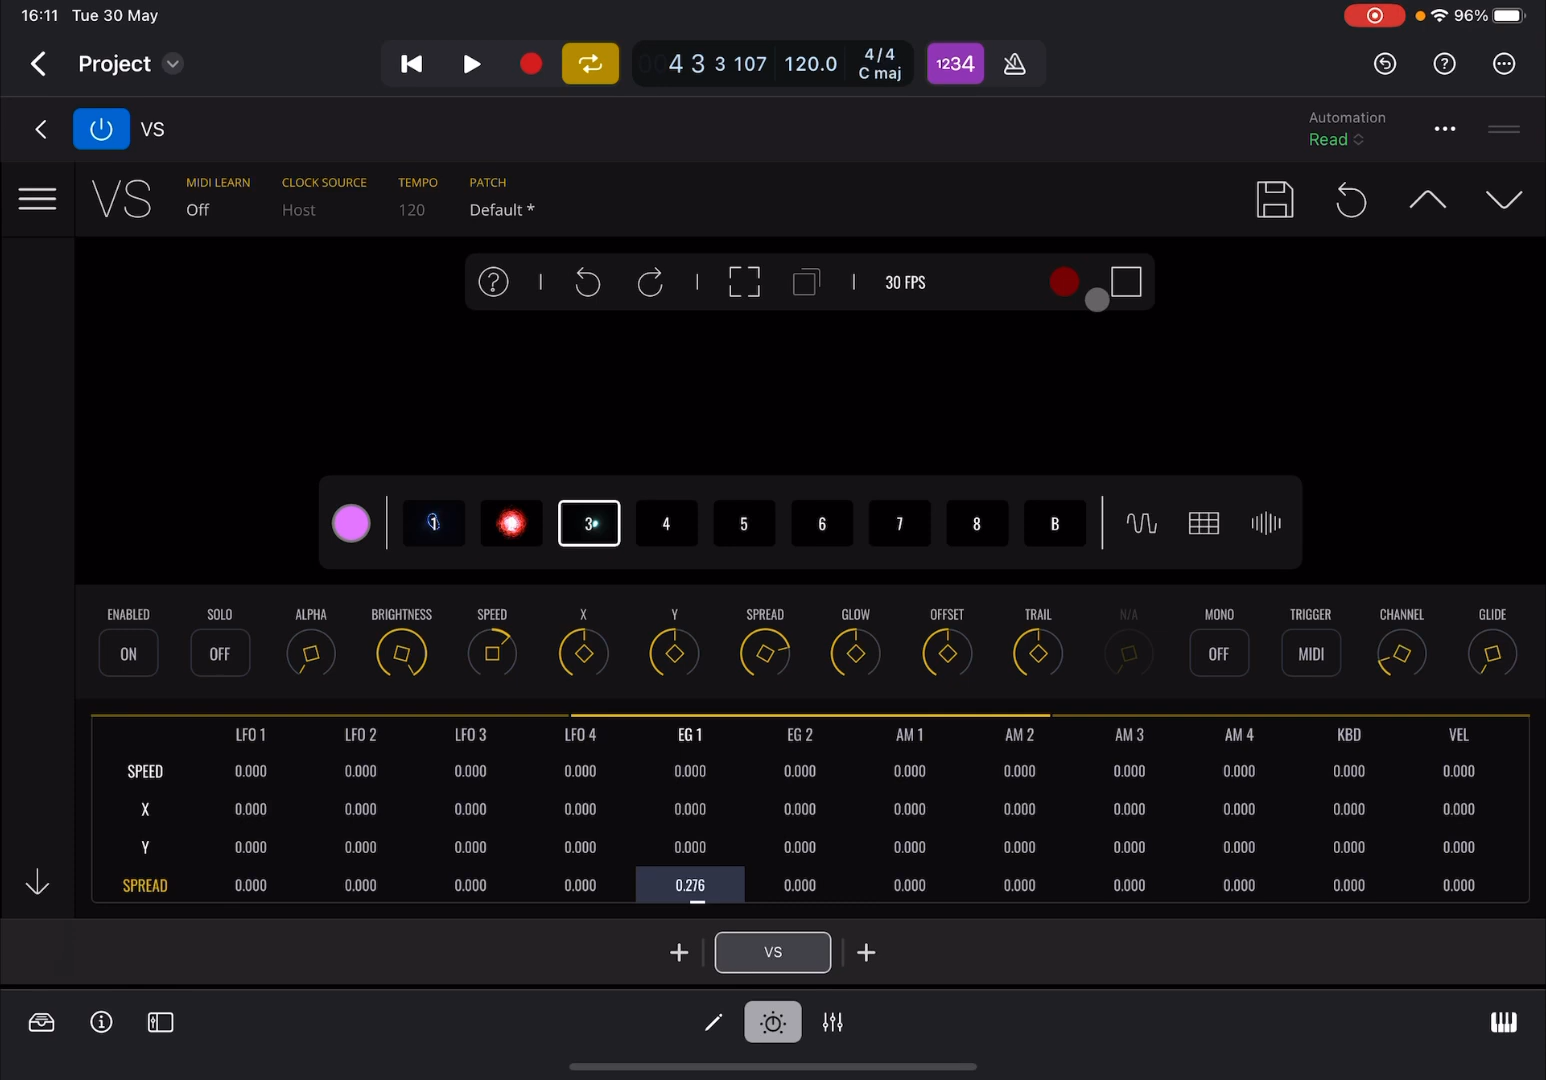 16:11 Tue 30 May 96%
Project 4 3 3 107 120.0 4/4 C maj 1234
VS Automation Read
VS MIDI LEARN CLOCK SOURCE TEMPO PATCH
Off Host 120 Default *
30 FPS
1 3 4 5 6 7 8 B
ENABLED SOLO ALPHA BRIGHTNESS SPEED X Y SPREAD GLOW OFFSET TRAIL N/A MONO TRIGGER CHANNEL GLIDE
ON OFF OFF MIDI
LFO 1 LFO 2 LFO 3 LFO 4 EG 1 EG 2 AM 1 AM 2 AM 3 AM 4 KBD VEL
SPEED 0.000 0.000 0.000 0.000 0.000 0.000 0.000 0.000 0.000 0.000 0.000 0.000
X 0.000 0.000 0.000 0.000 0.000 0.000 0.000 0.000 0.000 0.000 0.000 0.000
Y 0.000 0.000 0.000 0.000 0.000 0.000 0.000 0.000 0.000 0.000 0.000 0.000
SPREAD 0.000 0.000 0.000 0.000 0.276 0.000 0.000 0.000 0.000 0.000 0.000 0.000
VS